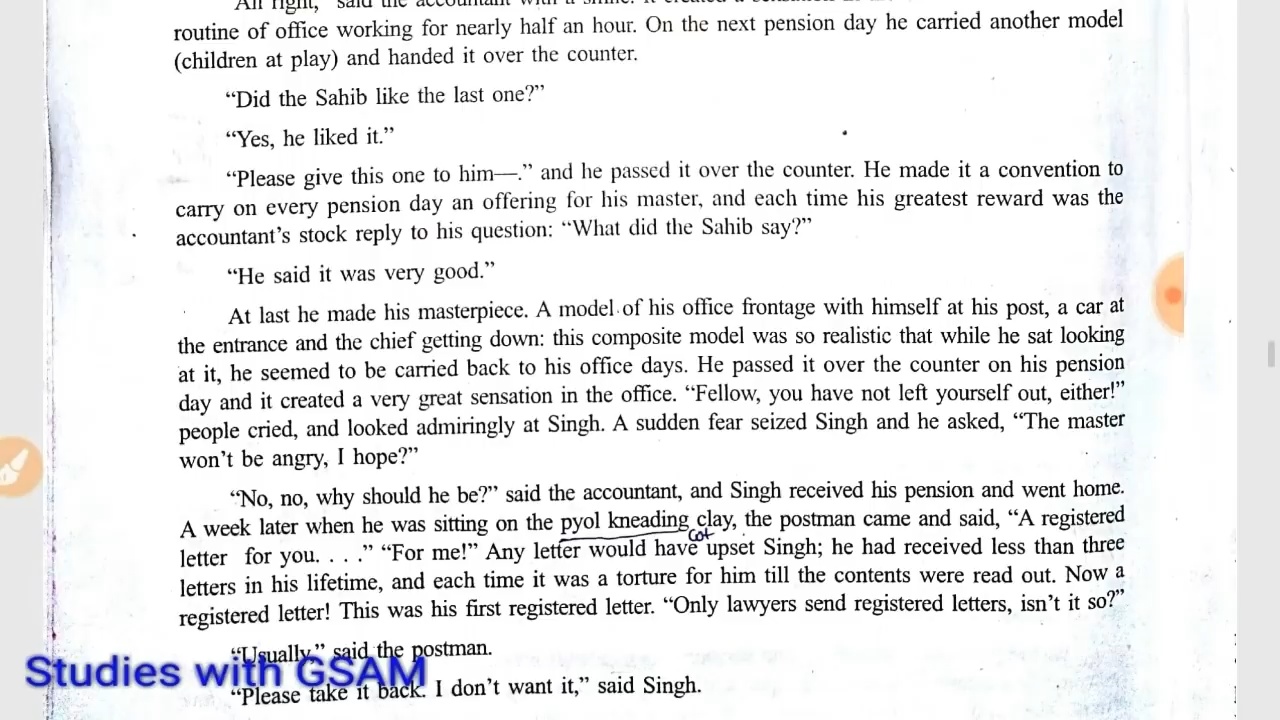 "All right," said the accountant with a smile. It created a sensation in the
routine of office working for nearly half an hour. On the next pension day he carried another model
(children at play) and handed it over the counter.
"Did the Sahib like the last one?"
"Yes, he liked it."
"Please give this one to him—." and he passed it over the counter. He made it a convention to
carry on every pension day an offering for his master, and each time his greatest reward was the
accountant's stock reply to his question: "What did the Sahib say?"
"He said it was very good."
At last he made his masterpiece. A model of his office frontage with himself at his post, a car at
the entrance and the chief getting down: this composite model was so realistic that while he sat looking
at it, he seemed to be carried back to his office days. He passed it over the counter on his pension
day and it created a very great sensation in the office. "Fellow, you have not left yourself out, either!"
people cried, and looked admiringly at Singh. A sudden fear seized Singh and he asked, "The master
won't be angry, I hope?"
"No, no, why should he be?" said the accountant, and Singh received his pension and went home.
A week later when he was sitting on the pyol kneading clay, the postman came and said, "A registered
cot
letter for you. . . ." "For me!" Any letter would have upset Singh; he had received less than three
letters in his lifetime, and each time it was a torture for him till the contents were read out. Now a
registered letter! This was his first registered letter. "Only lawyers send registered letters, isn't it so?"
"Usually," said the postman.
Studies with GSAM
"Please take it back. I don't want it," said Singh.